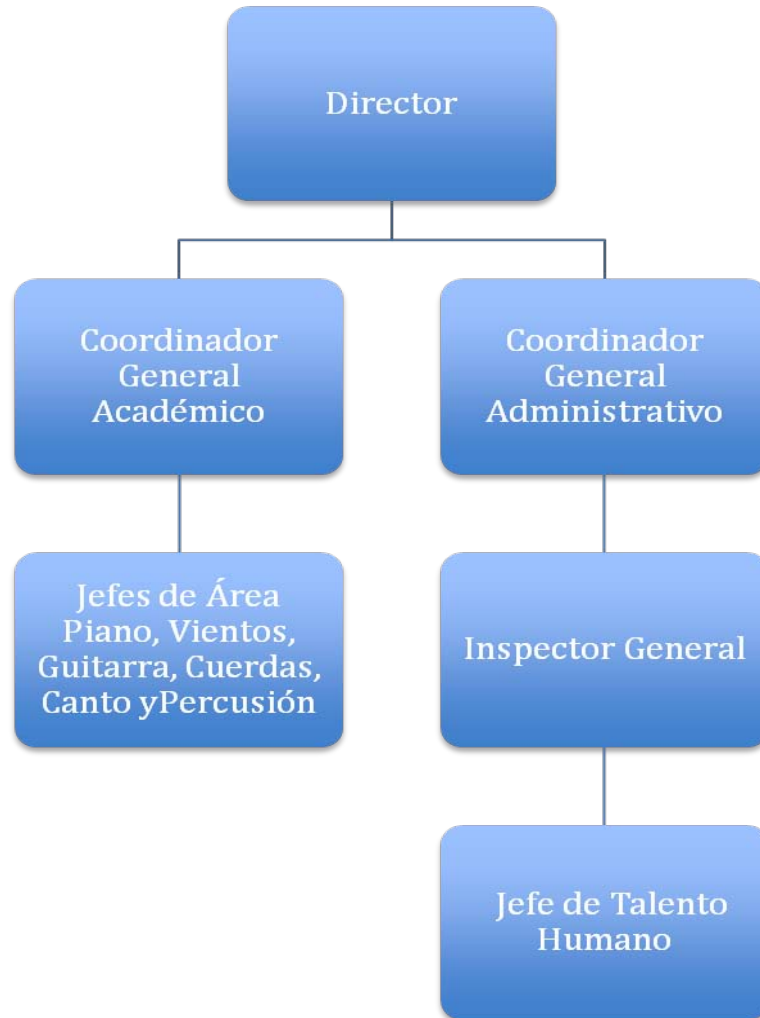 Director
Coordinador
General
Académico
Coordinador
General
Administrativo
Jefes de Área
Piano, Vientos,
Guitarra, Cuerdas,
Canto yPercusión
Inspector General
Jefe de Talento
Humano